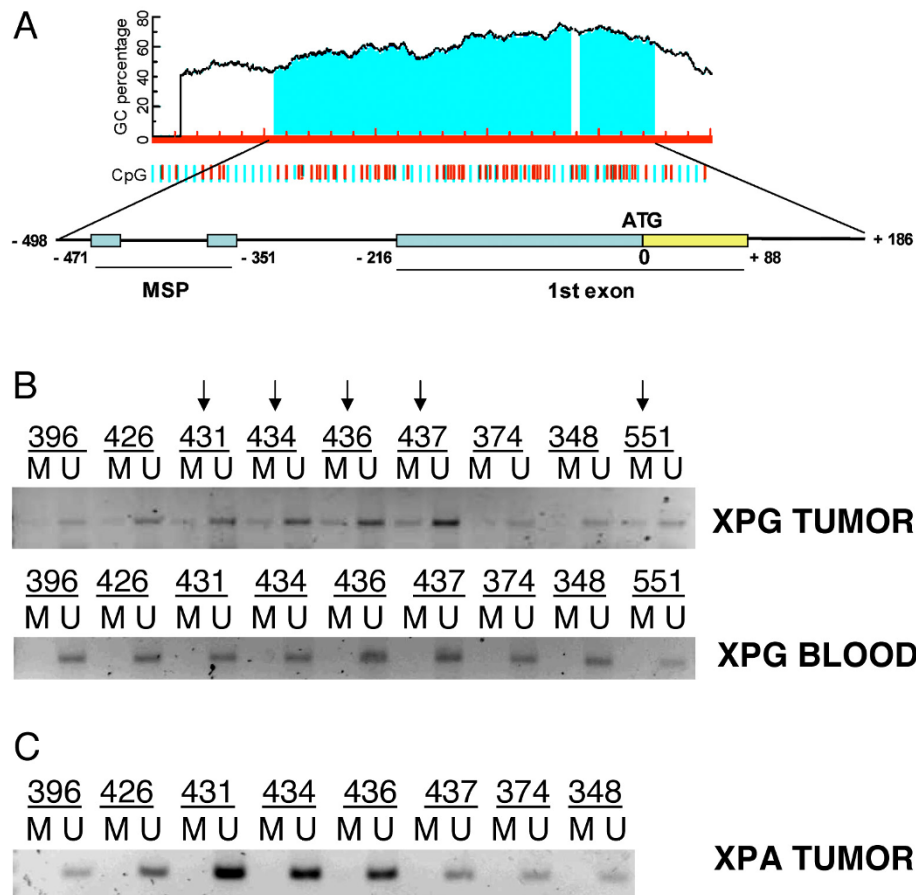 A
GC percentage
0 20 40 60 80
CpG
ATG
- 498
+ 186
- 471
- 351
- 216
0
+ 88
MSP
1st exon
B
396 426 431 434 436 437 374 348 551
M U M U M U M U M U M U M U M U M U
XPG TUMOR
396 426 431 434 436 437 374 348 551
M U M U M U M U M U M U M U M U M U
XPG BLOOD
C
396 426 431 434 436 437 374 348
M U M U M U M U M U M U M U M U
XPA TUMOR